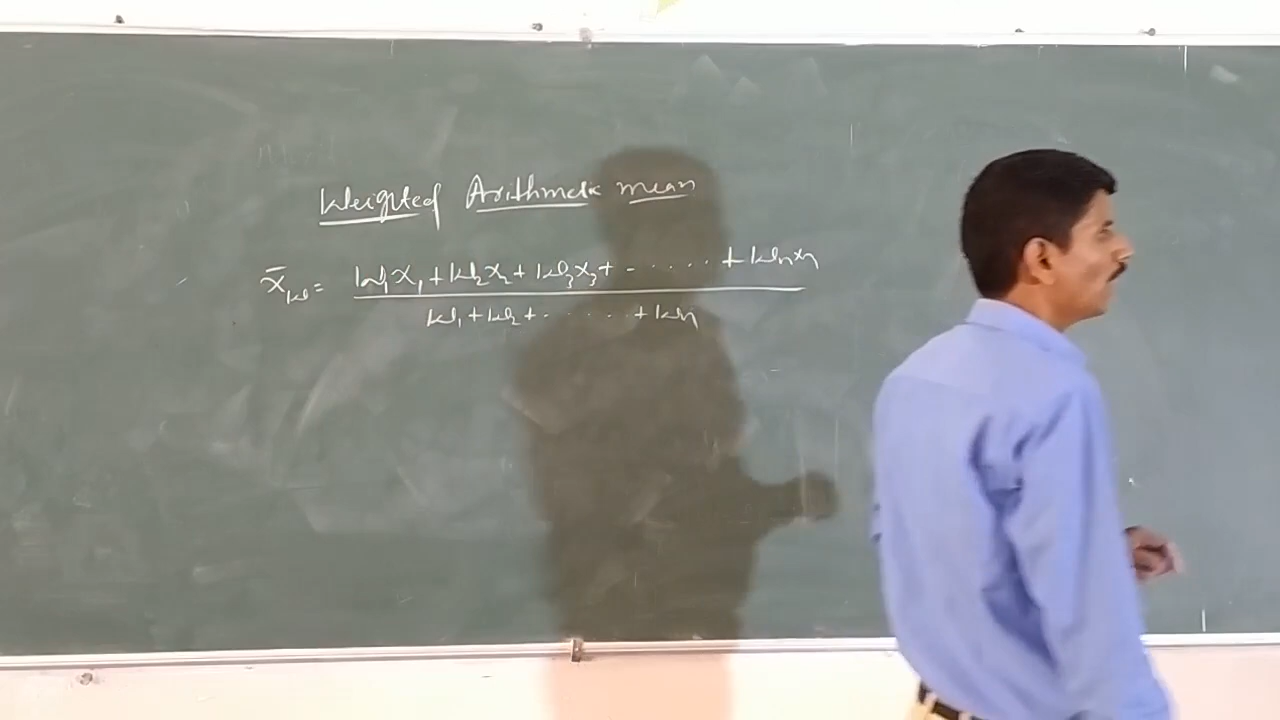 Weighted Arithmetic mean
x̄w = w₁x₁ + w₂x₂ + w₃x₃ + - . . . . . + wₙxₙ
w₁ + w₂ + - . . . . . + wₙ